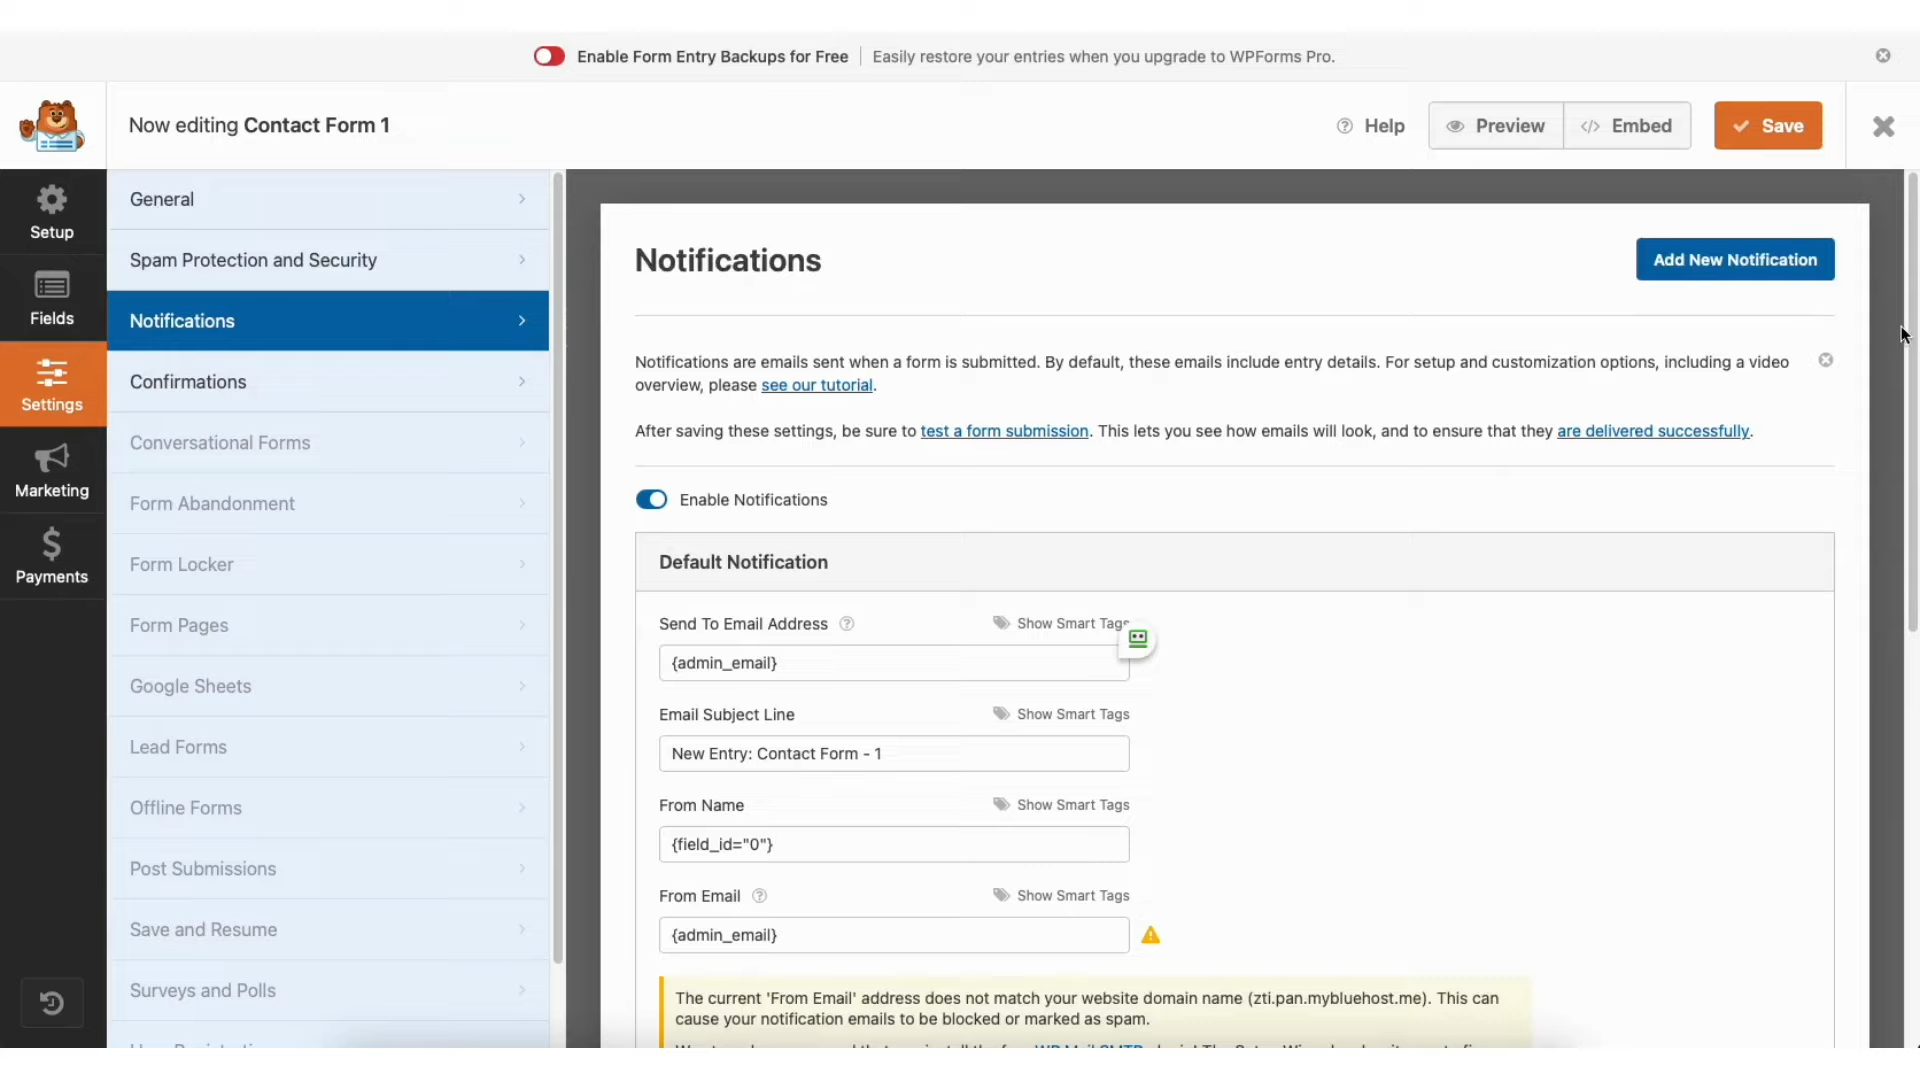 Enable Form Entry Backups for Free Easily restore your entries when you upgrade to WPForms Pro.
Now editing Contact Form 1
Help
Preview
Embed
Save
Setup
Fields
Settings
Marketing
Payments
General
Spam Protection and Security
Notifications
Confirmations
Conversational Forms
Form Abandonment
Form Locker
Form Pages
Google Sheets
Lead Forms
Offline Forms
Post Submissions
Save and Resume
Surveys and Polls
Notifications
Add New Notification
Notifications are emails sent when a form is submitted. By default, these emails include entry details. For setup and customization options, including a video
overview, please see our tutorial.
After saving these settings, be sure to test a form submission. This lets you see how emails will look, and to ensure that they are delivered successfully.
Enable Notifications
Default Notification
Send To Email Address
Show Smart Tags
{admin_email}
Email Subject Line
Show Smart Tags
New Entry: Contact Form - 1
From Name
Show Smart Tags
{field_id="0"}
From Email
Show Smart Tags
{admin_email}
The current 'From Email' address does not match your website domain name (zti.pan.mybluehost.me). This can
cause your notification emails to be blocked or marked as spam.